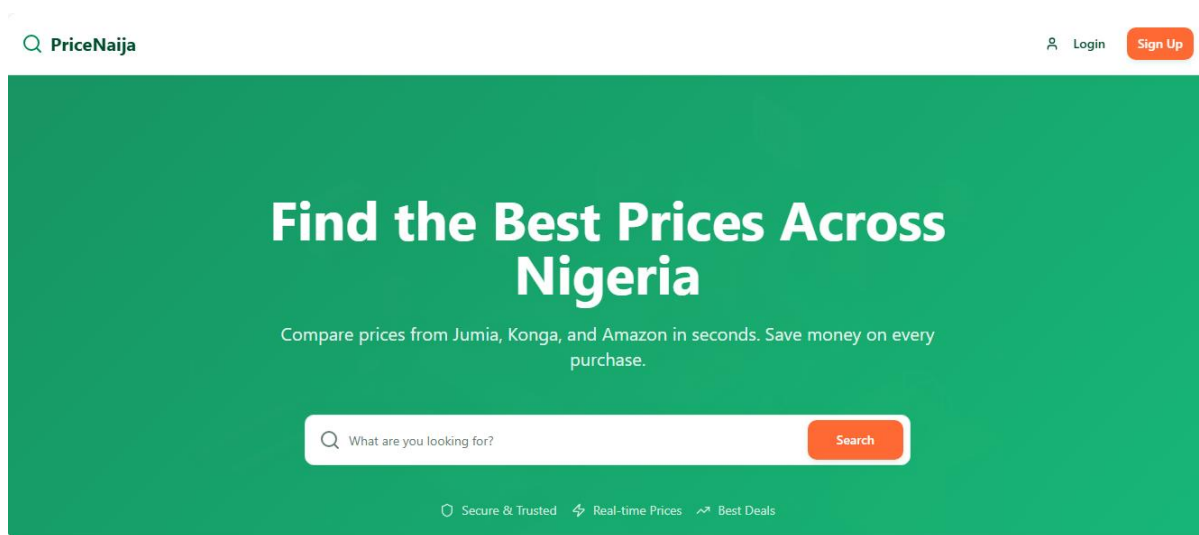 PriceNaija
Login
Sign Up
Find the Best Prices Across
Nigeria
Compare prices from Jumia, Konga, and Amazon in seconds. Save money on every
purchase.
What are you looking for?
Search
Secure & Trusted
Real-time Prices
Best Deals